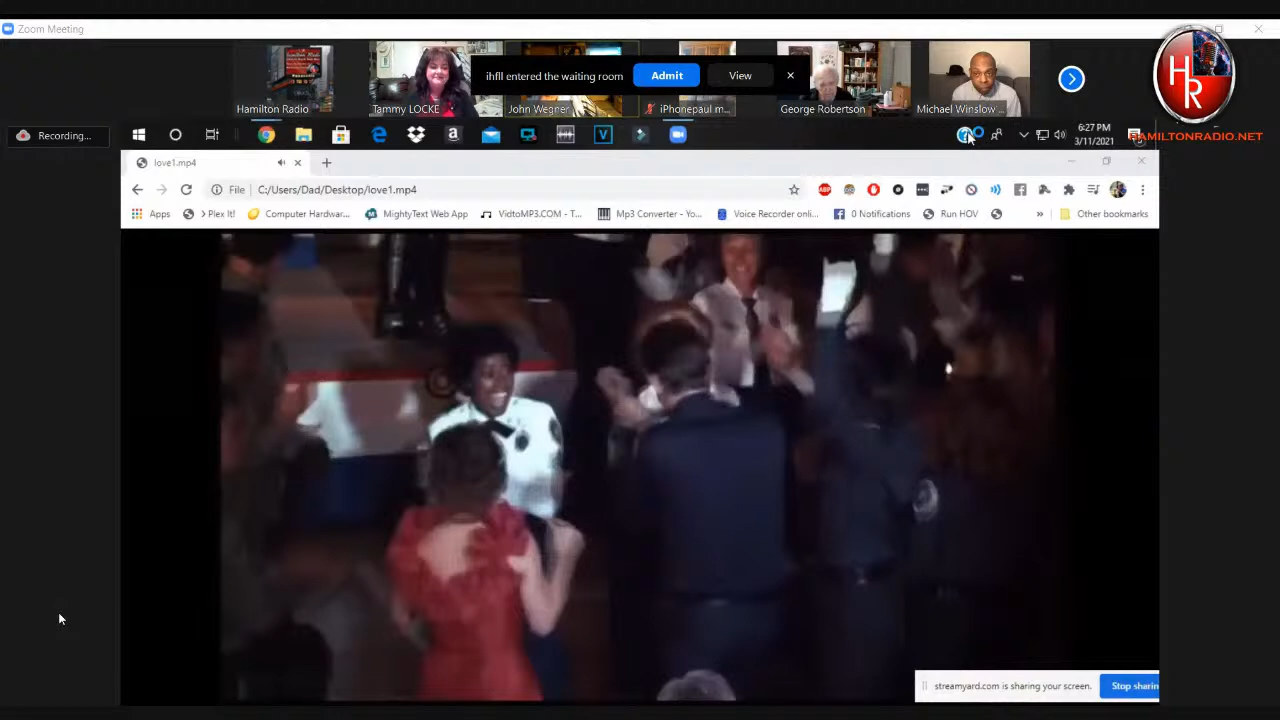 Zoom Meeting
ihfll entered the waiting room Admit View
Hamilton Radio Tammy LOCKE John Wegner iPhonepaul m... George Robertson Michael Winslow ...
HR
HAMILTONRADIO.NET
Recording...
6:27 PM
3/11/2021
love1.mp4
File C:/Users/Dad/Desktop/love1.mp4
Apps > Plex It! Computer Hardwar... MightyText Web App VidtoMP3.COM - T... Mp3 Converter - Yo... Voice Recorder onli... 0 Notifications Run HOV » Other bookmarks
streamyard.com is sharing your screen. Stop sharin